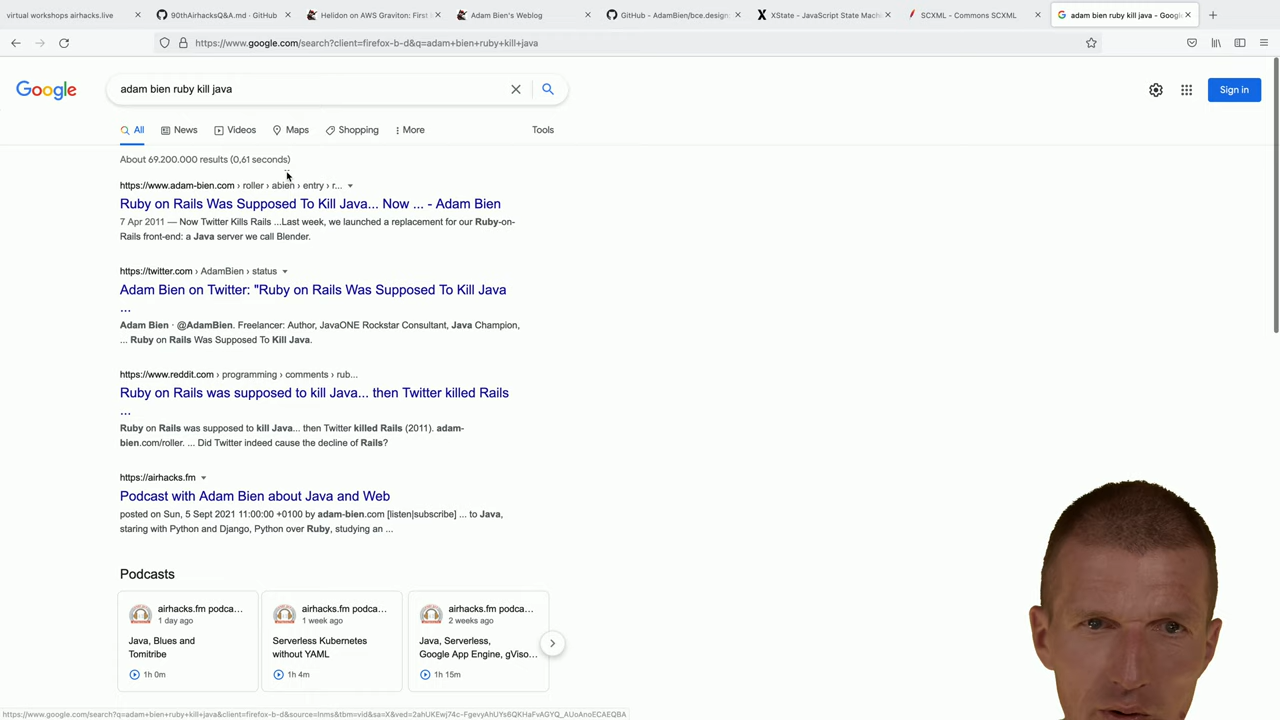 virtual workshops airhacks.live
90thAirhacksQ&A.md · GitHub
Helidon on AWS Graviton: First I
Adam Bien's Weblog
GitHub - AdamBien/bce.design:
XState - JavaScript State Machi
SCXML – Commons SCXML
adam bien ruby kill java - Googl
https://www.google.com/search?client=firefox-b-d&q=adam+bien+ruby+kill+java
Google
adam bien ruby kill java
Sign in
All
News
Videos
Maps
Shopping
More
Tools
About 69.200.000 results (0,61 seconds)
https://www.adam-bien.com › roller › abien › entry › r...
Ruby on Rails Was Supposed To Kill Java... Now ... - Adam Bien
7 Apr 2011 — Now Twitter Kills Rails ...Last week, we launched a replacement for our Ruby-on-
Rails front-end: a Java server we call Blender.
https://twitter.com › AdamBien › status
Adam Bien on Twitter: "Ruby on Rails Was Supposed To Kill Java
...
Adam Bien · @AdamBien. Freelancer: Author, JavaONE Rockstar Consultant, Java Champion,
... Ruby on Rails Was Supposed To Kill Java.
https://www.reddit.com › programming › comments › rub...
Ruby on Rails was supposed to kill Java... then Twitter killed Rails
...
Ruby on Rails was supposed to kill Java... then Twitter killed Rails (2011). adam-
bien.com/roller. ... Did Twitter indeed cause the decline of Rails?
https://airhacks.fm
Podcast with Adam Bien about Java and Web
posted on Sun, 5 Sept 2021 11:00:00 +0100 by adam-bien.com [listen|subscribe] ... to Java,
staring with Python and Django, Python over Ruby, studying an ...
Podcasts
airhacks.fm podca...
1 day ago
Java, Blues and
Tomitribe
1h 0m
airhacks.fm podca...
1 week ago
Serverless Kubernetes
without YAML
1h 4m
airhacks.fm podca...
2 weeks ago
Java, Serverless,
Google App Engine, gViso...
1h 15m